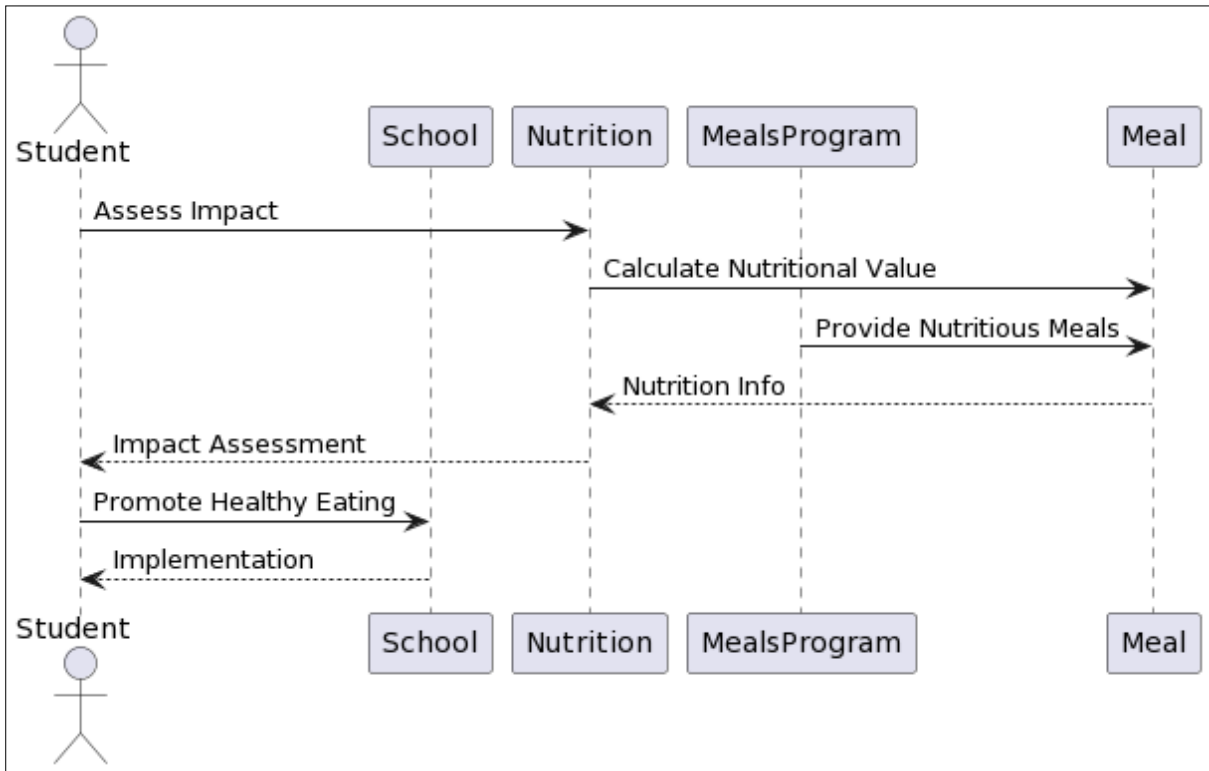 Student
School
Nutrition
MealsProgram
Meal
Assess Impact
Calculate Nutritional Value
Provide Nutritious Meals
Nutrition Info
Impact Assessment
Promote Healthy Eating
Implementation
Student
School
Nutrition
MealsProgram
Meal